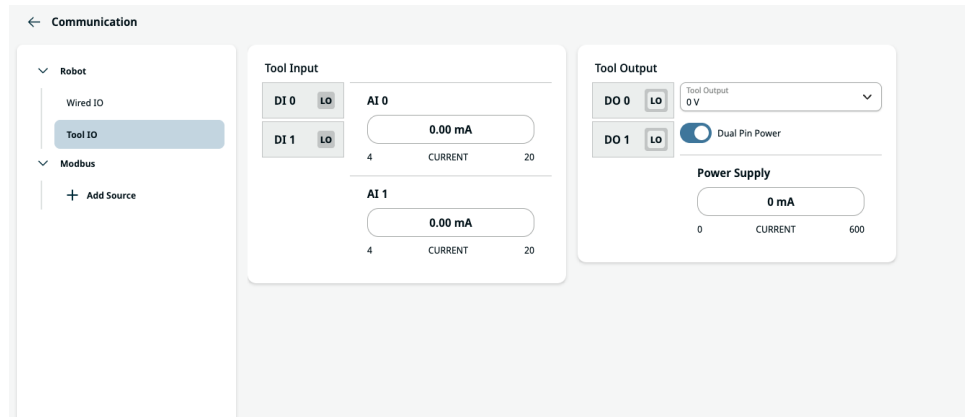 Communication
Robot
Wired IO
Tool IO
Modbus
Add Source
Tool Input
DI 0 LO
DI 1 LO
AI 0
0.00 mA
4 CURRENT 20
AI 1
0.00 mA
4 CURRENT 20
Tool Output
DO 0 LO
DO 1 LO
Tool Output
0 V
Dual Pin Power
Power Supply
0 mA
0 CURRENT 600